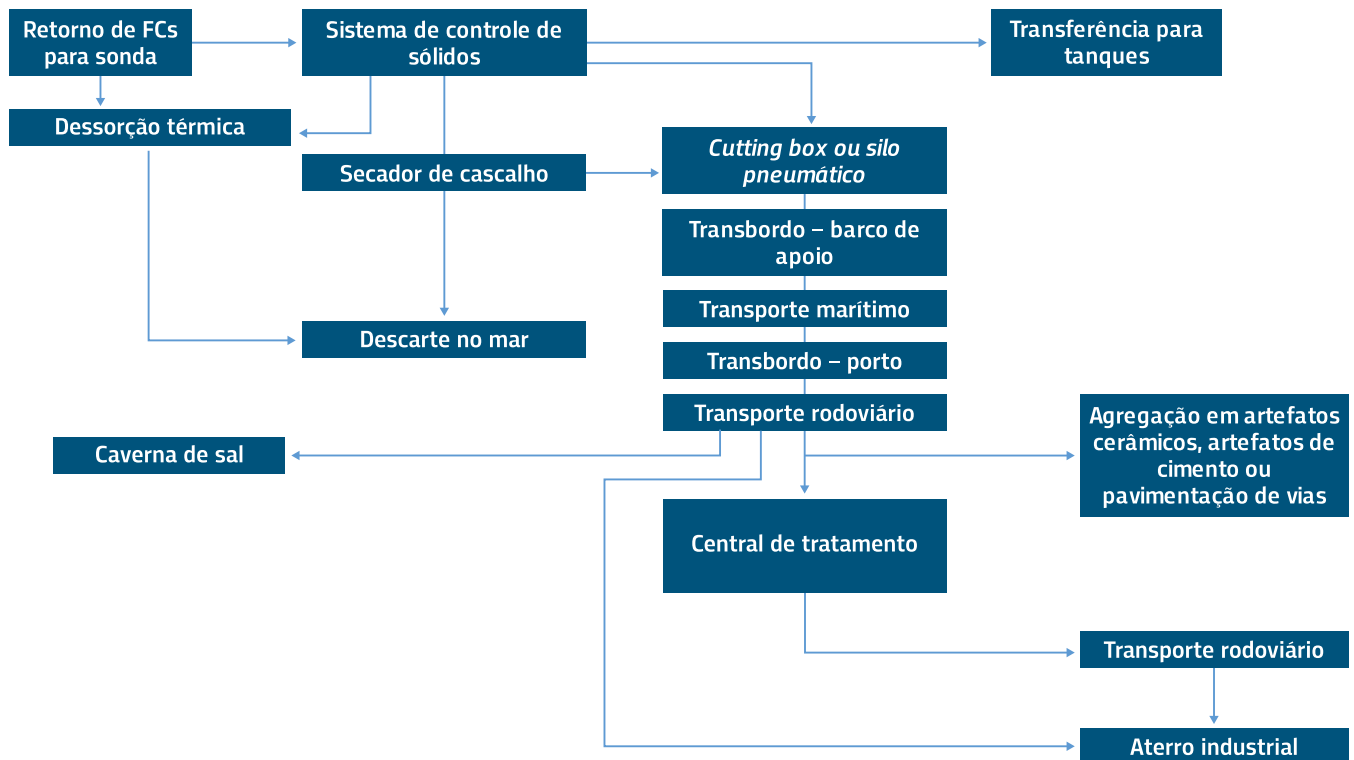 Retorno de FCs
para sonda
Sistema de controle de
sólidos
Transferência para
tanques
Dessorção térmica
Cutting box ou silo
pneumático
Secador de cascalho
Transbordo – barco de
apoio
Transporte marítimo
Descarte no mar
Transbordo – porto
Transporte rodoviário
Agregação em artefatos
cerâmicos, artefatos de
cimento ou
pavimentação de vias
Caverna de sal
Central de tratamento
Transporte rodoviário
Aterro industrial